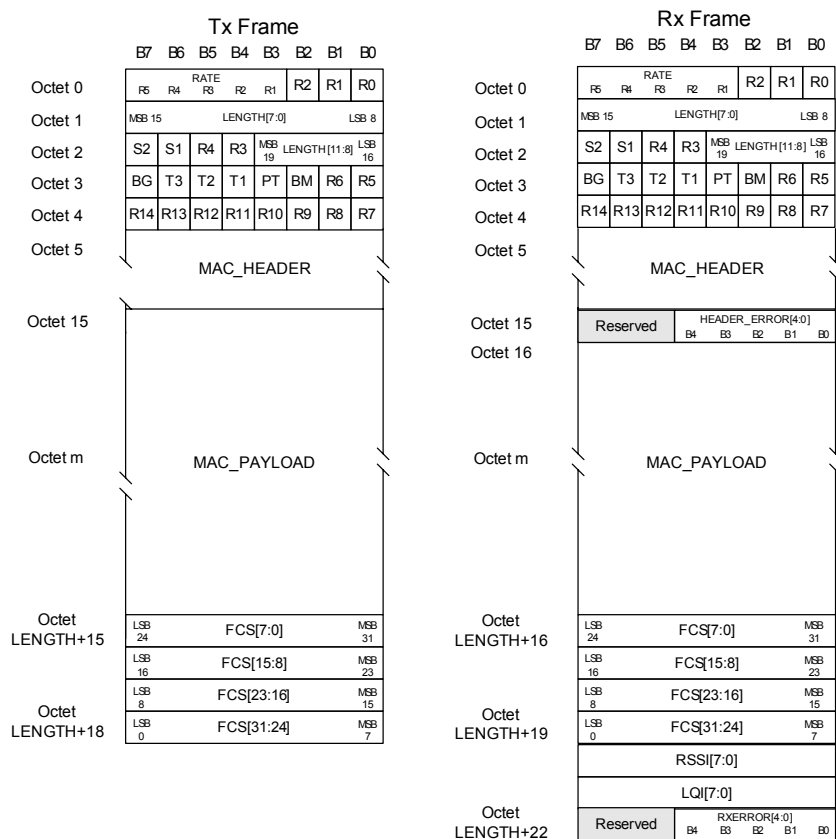 Tx Frame
B7 B6 B5 B4 B3 B2 B1 B0
Octet 0
RATE
R5 R4 R3 R2 R1
R2 R1 R0
Octet 1
MSB 15 LENGTH[7:0] LSB 8
Octet 2
S2 S1 R4 R3 MSB 19 LENGTH [11:8] LSB 16
Octet 3
BG T3 T2 T1 PT BM R6 R5
Octet 4
R14 R13 R12 R11 R10 R9 R8 R7
Octet 5
MAC_HEADER
Octet 15
Octet m
MAC_PAYLOAD
Octet LENGTH+15
LSB 24 FCS[7:0] MSB 31
LSB 16 FCS[15:8] MSB 23
LSB 8 FCS[23:16] MSB 15
Octet LENGTH+18
LSB 0 FCS[31:24] MSB 7
Rx Frame
B7 B6 B5 B4 B3 B2 B1 B0
Octet 0
RATE
R5 R4 R3 R2 R1
R2 R1 R0
Octet 1
MSB 15 LENGTH[7:0] LSB 8
Octet 2
S2 S1 R4 R3 MSB 19 LENGTH [11:8] LSB 16
Octet 3
BG T3 T2 T1 PT BM R6 R5
Octet 4
R14 R13 R12 R11 R10 R9 R8 R7
Octet 5
MAC_HEADER
Octet 15
Reserved
HEADER_ERROR[4:0]
B4 B3 B2 B1 B0
Octet 16
Octet m
MAC_PAYLOAD
Octet LENGTH+16
LSB 24 FCS[7:0] MSB 31
LSB 16 FCS[15:8] MSB 23
LSB 8 FCS[23:16] MSB 15
Octet LENGTH+19
LSB 0 FCS[31:24] MSB 7
RSSI[7:0]
LQI[7:0]
Octet LENGTH+22
Reserved
RXERROR[4:0]
B4 B3 B2 B1 B0